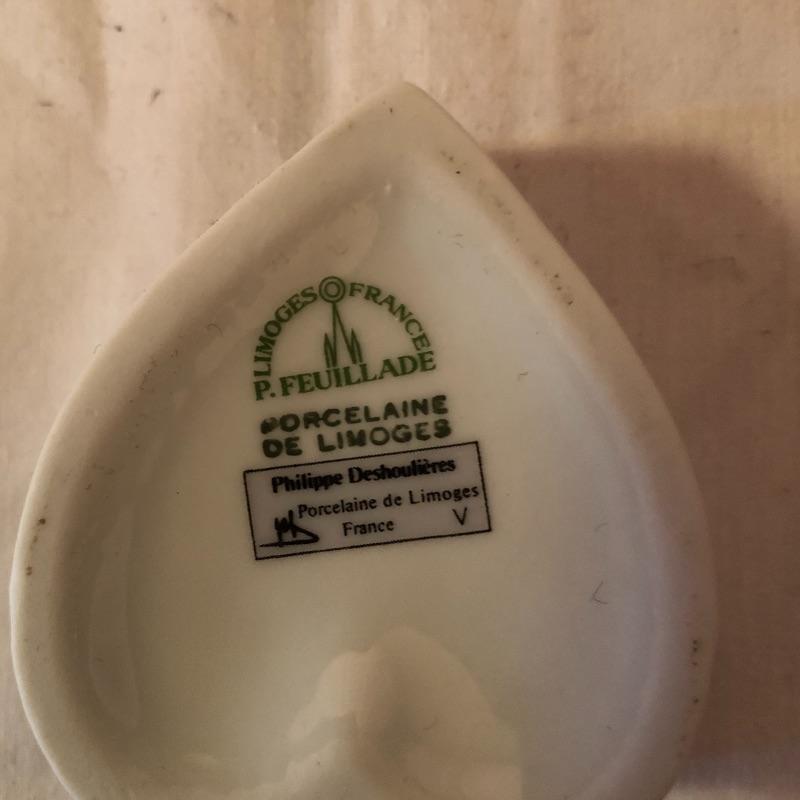 LIMOGES FRANCE
P. FEUILLADE
PORCELAINE
DE LIMOGES
Philippe Deshoulières
Porcelaine de Limoges
France V